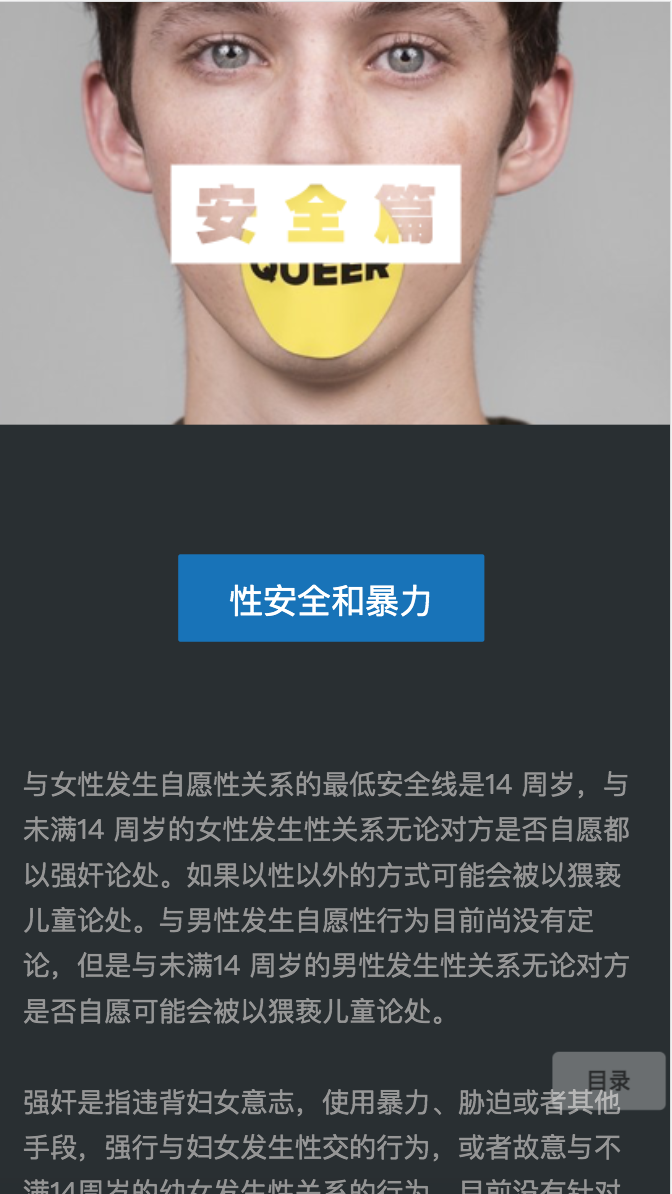 安全篇
QUEER
性安全和暴力
与女性发生自愿性关系的最低安全线是14 周岁，与
未满14 周岁的女性发生性关系无论对方是否自愿都
以强奸论处。如果以性以外的方式可能会被以猥亵
儿童论处。与男性发生自愿性行为目前尚没有定
论，但是与未满14 周岁的男性发生性关系无论对方
是否自愿可能会被以猥亵儿童论处。
目录
强奸是指违背妇女意志，使用暴力、胁迫或者其他
手段，强行与妇女发生性交的行为，或者故意与不
满14周岁的幼女发生性关系的行为。目前没有针对